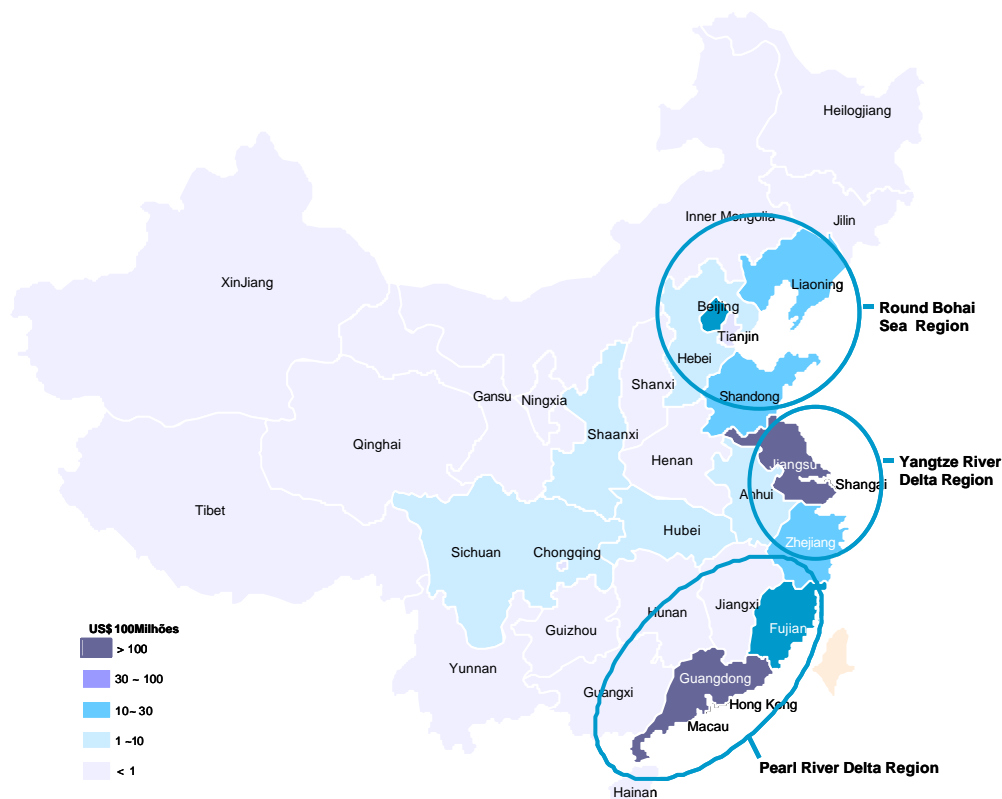 Heilogjiang
Inner Mongolia
Jilin
XinJiang
Liaoning
Beijing
Round Bohai
Sea Region
Tianjin
Hebei
Shanxi
Gansu
Ningxia
Shandong
Shaanxi
Qinghai
Henan
Jiangsu
Yangtze River
Delta Region
Shangai
Anhui
Tibet
Hubei
Zhejiang
Sichuan
Chongqing
Jiangxi
Hunan
Fujian
Guizhou
US$ 100Milhões
> 100
Yunnan
Guangdong
30 ~ 100
Guangxi
Hong Kong
10~ 30
Macau
1 ~10
Pearl River Delta Region
< 1
Hainan